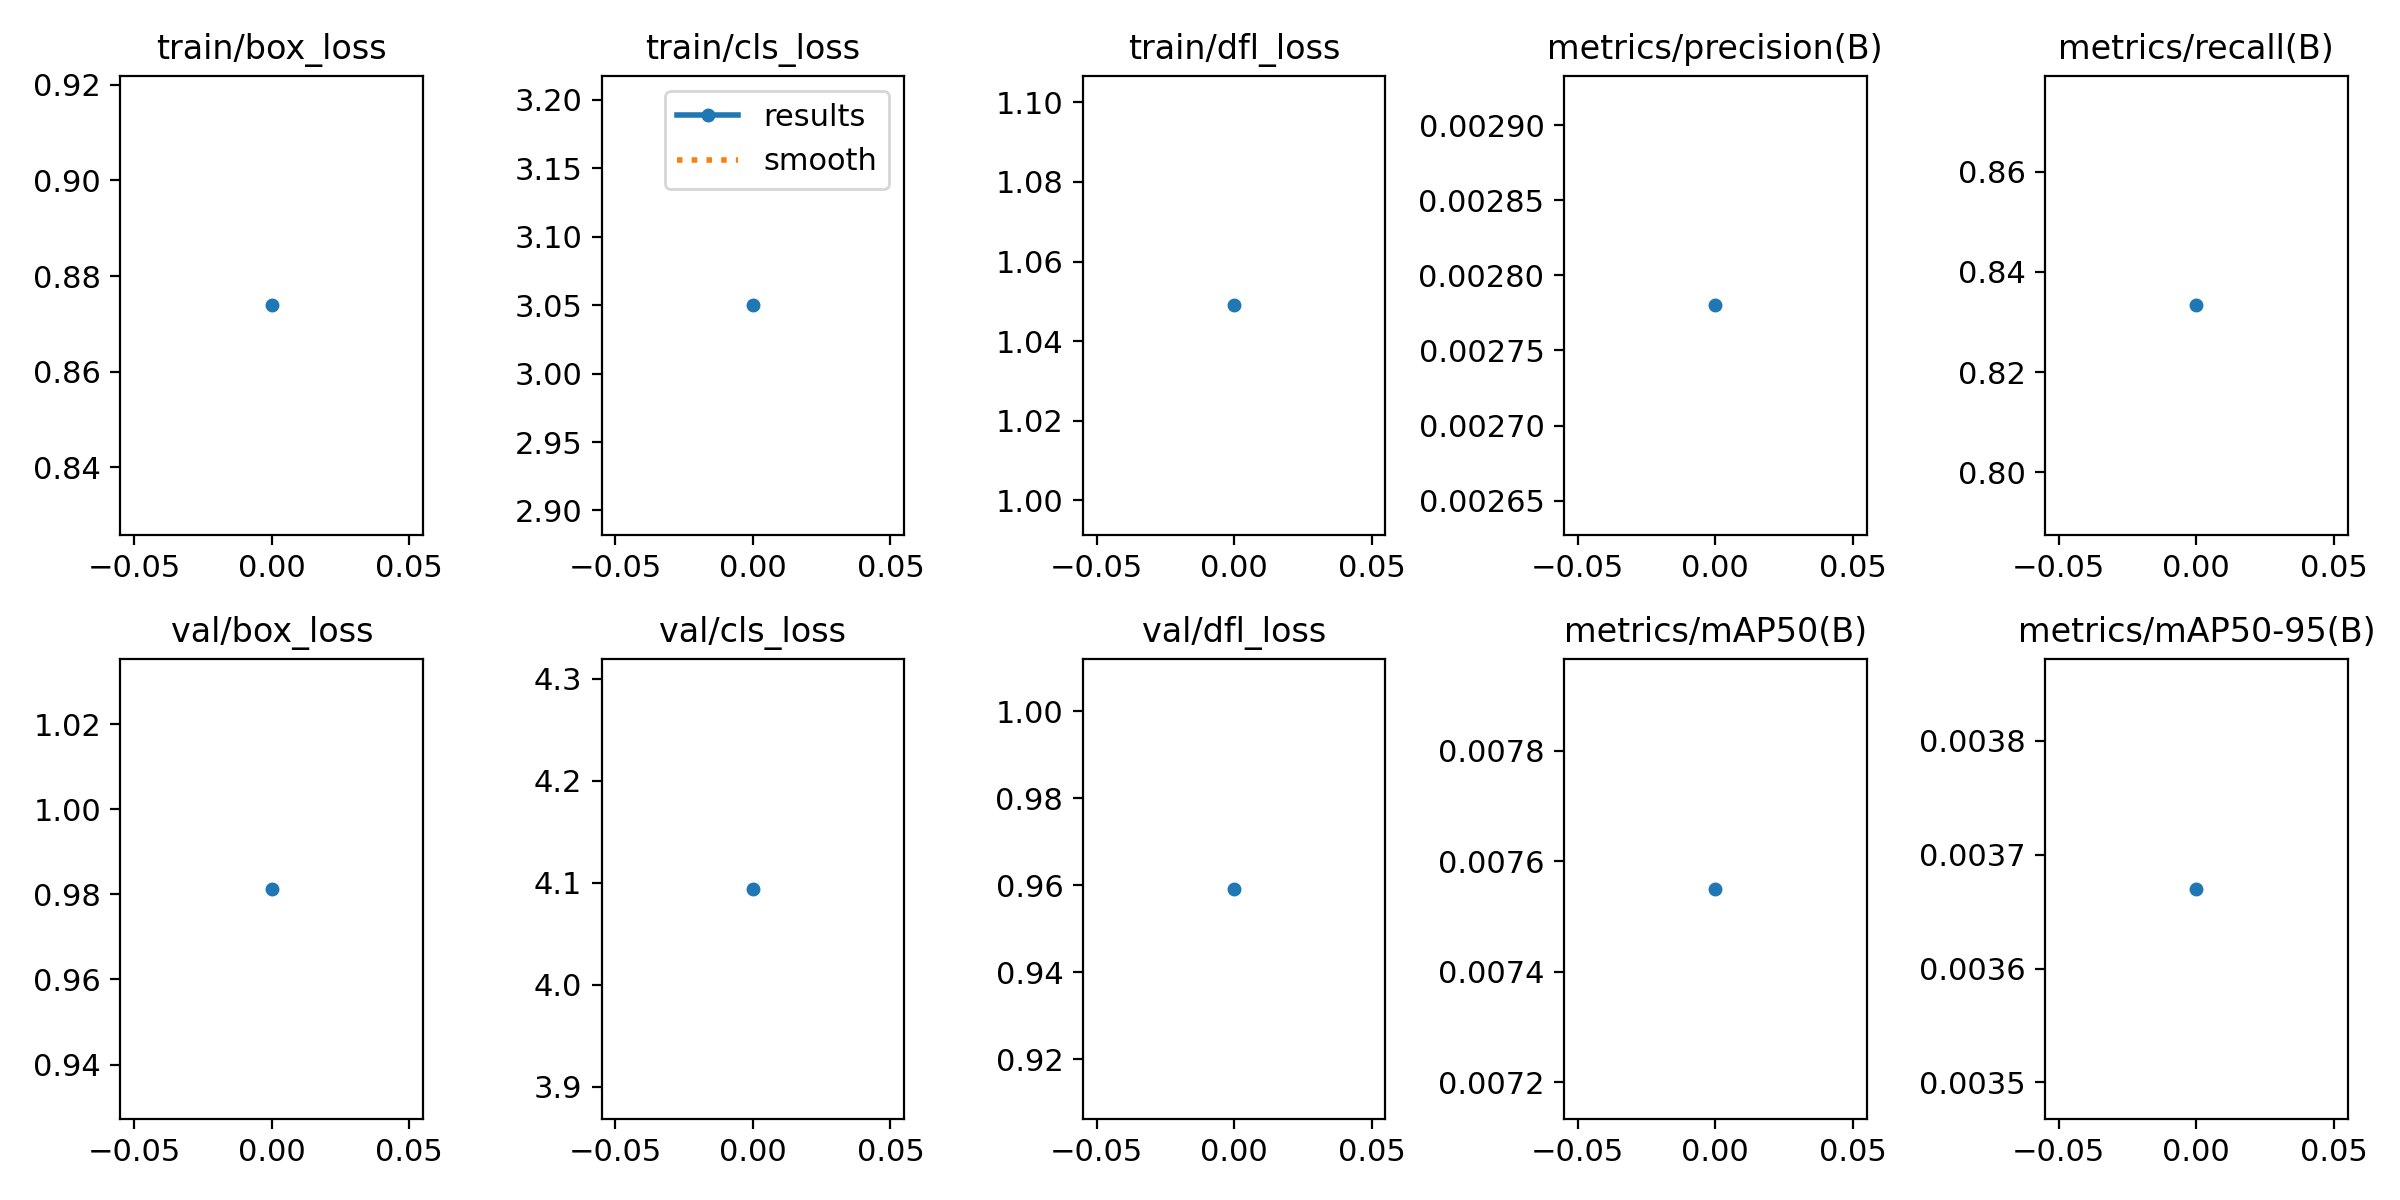 train/box_loss
0.92
0.90
0.88
0.86
0.84
−0.05 0.00 0.05
train/cls_loss
3.20
3.15
3.10
3.05
3.00
2.95
2.90
results
smooth
−0.05 0.00 0.05
train/dfl_loss
1.10
1.08
1.06
1.04
1.02
1.00
−0.05 0.00 0.05
metrics/precision(B)
0.00290
0.00285
0.00280
0.00275
0.00270
0.00265
−0.05 0.00 0.05
metrics/recall(B)
0.86
0.84
0.82
0.80
−0.05 0.00 0.05
val/box_loss
1.02
1.00
0.98
0.96
0.94
−0.05 0.00 0.05
val/cls_loss
4.3
4.2
4.1
4.0
3.9
−0.05 0.00 0.05
val/dfl_loss
1.00
0.98
0.96
0.94
0.92
−0.05 0.00 0.05
metrics/mAP50(B)
0.0078
0.0076
0.0074
0.0072
−0.05 0.00 0.05
metrics/mAP50-95(B)
0.0038
0.0037
0.0036
0.0035
−0.05 0.00 0.05